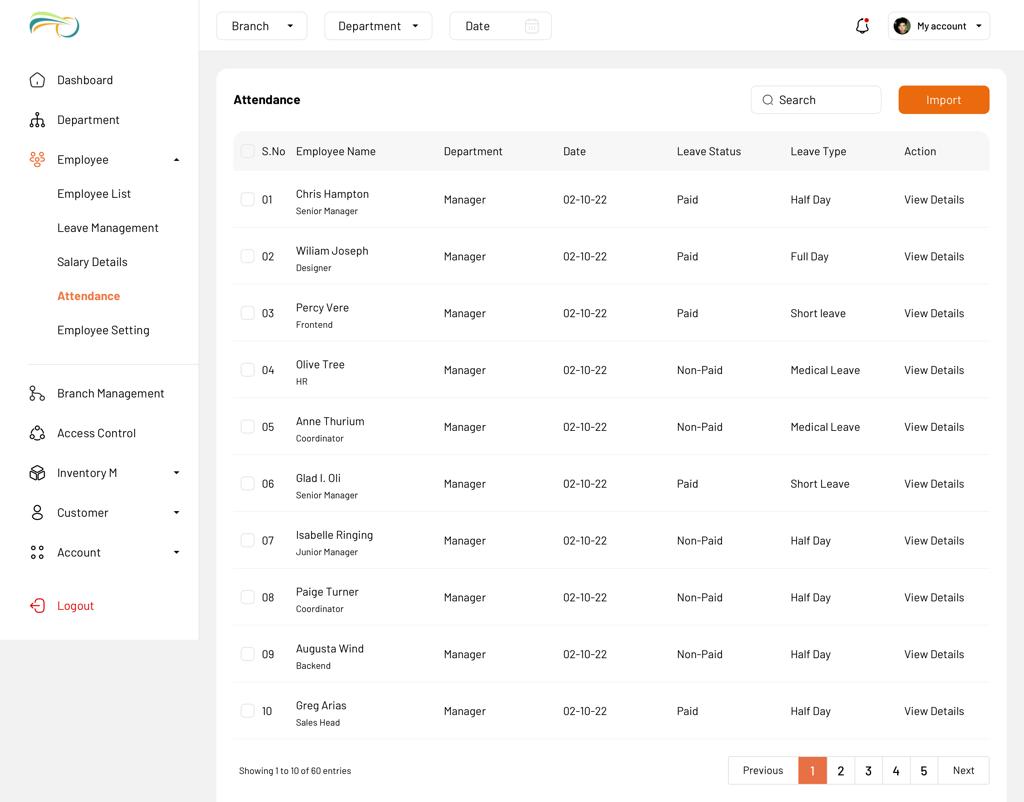 Branch
Department
Date
My account
Dashboard
Department
Employee
Employee List
Leave Management
Salary Details
Attendance
Employee Setting
Branch Management
Access Control
Inventory M
Customer
Account
Logout
Attendance
Search
Import
S.No Employee Name Department Date Leave Status Leave Type Action
01 Chris Hampton Manager 02-10-22 Paid Half Day View Details
Senior Manager
02 Wiliam Joseph Manager 02-10-22 Paid Full Day View Details
Designer
03 Percy Vere Manager 02-10-22 Paid Short leave View Details
Frontend
04 Olive Tree Manager 02-10-22 Non-Paid Medical Leave View Details
HR
05 Anne Thurium Manager 02-10-22 Non-Paid Medical Leave View Details
Coordinator
06 Glad I. Oli Manager 02-10-22 Paid Short Leave View Details
Senior Manager
07 Isabelle Ringing Manager 02-10-22 Non-Paid Half Day View Details
Junior Manager
08 Paige Turner Manager 02-10-22 Non-Paid Half Day View Details
Coordinator
09 Augusta Wind Manager 02-10-22 Non-Paid Half Day View Details
Backend
10 Greg Arias Manager 02-10-22 Paid Half Day View Details
Sales Head
Showing 1 to 10 of 60 entries
Previous 1 2 3 4 5 Next